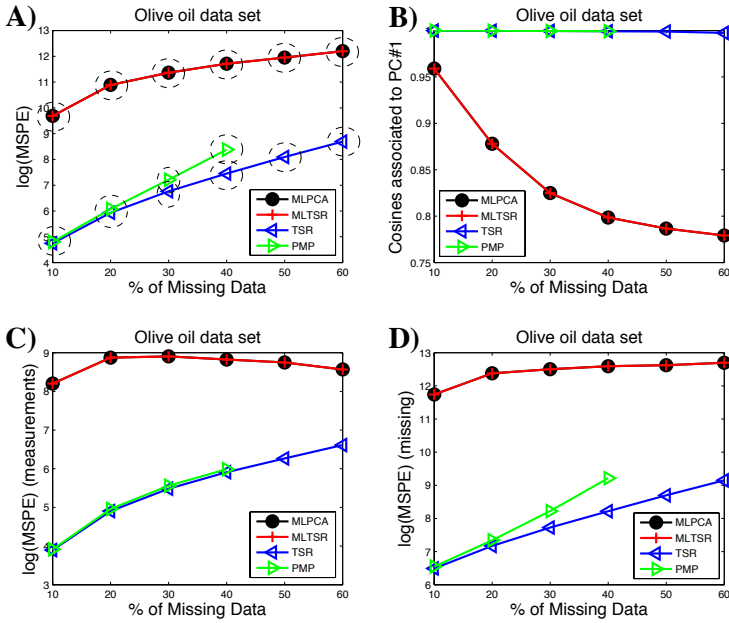 A)
Olive oil data set
log(MSPE)
13
12
11
10
9
8
7
6
5
4
10
20
30
40
50
60
% of Missing Data
MLPCA
MLTSR
TSR
PMP
B)
Olive oil data set
Cosines associated to PC#1
0.95
0.9
0.85
0.8
0.75
10
20
30
40
50
60
% of Missing Data
MLPCA
MLTSR
TSR
PMP
C)
Olive oil data set
log(MSPE) (measurements)
9
8
7
6
5
4
3
10
20
30
40
50
60
% of Missing Data
MLPCA
MLTSR
TSR
PMP
D)
Olive oil data set
log(MSPE) (missing)
13
12
11
10
9
8
7
6
10
20
30
40
50
60
% of Missing Data
MLPCA
MLTSR
TSR
PMP